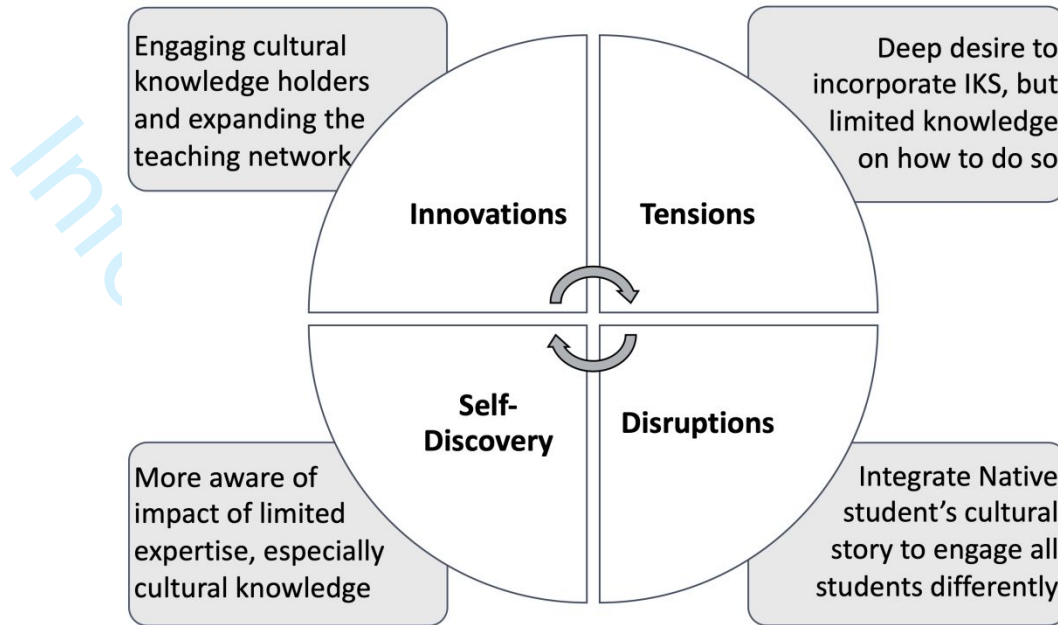 Engaging cultural
knowledge holders
and expanding the
teaching network
Deep desire to
incorporate IKS, but
limited knowledge
on how to do so
Innovations
Tensions
Self-
Discovery
Disruptions
More aware of
impact of limited
expertise, especially
cultural knowledge
Integrate Native
student's cultural
story to engage all
students differently